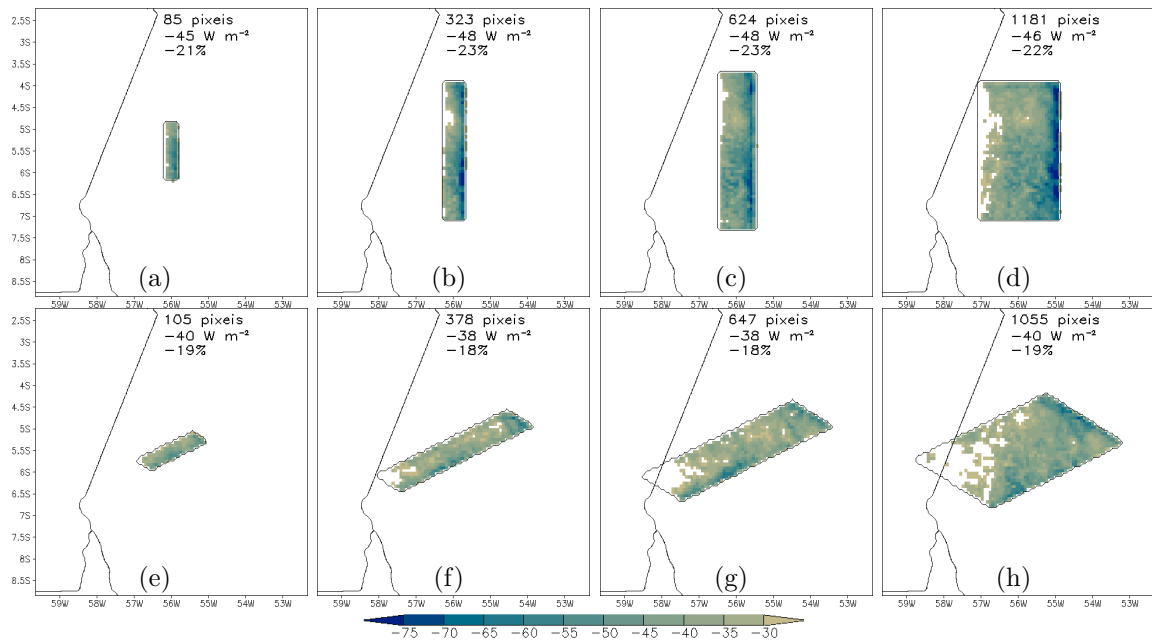 85 pixeis
−45 W m⁻²
−21%
323 pixeis
−48 W m⁻²
−23%
624 pixeis
−48 W m⁻²
−23%
1181 pixeis
−46 W m⁻²
−22%
2.5S
3S
3.5S
4S
4.5S
5S
5.5S
6S
6.5S
7S
7.5S
8S
8.5S
(a)
(b)
(c)
(d)
59W 58W 57W 56W 55W 54W 53W
59W 58W 57W 56W 55W 54W 53W
59W 58W 57W 56W 55W 54W 53W
59W 58W 57W 56W 55W 54W 53W
105 pixeis
−40 W m⁻²
−19%
378 pixeis
−38 W m⁻²
−18%
647 pixeis
−38 W m⁻²
−18%
1055 pixeis
−40 W m⁻²
−19%
2.5S
3S
3.5S
4S
4.5S
5S
5.5S
6S
6.5S
7S
7.5S
8S
8.5S
(e)
(f)
(g)
(h)
59W 58W 57W 56W 55W 54W 53W
59W 58W 57W 56W 55W 54W 53W
59W 58W 57W 56W 55W 54W 53W
59W 58W 57W 56W 55W 54W 53W
−75 −70 −65 −60 −55 −50 −45 −40 −35 −30